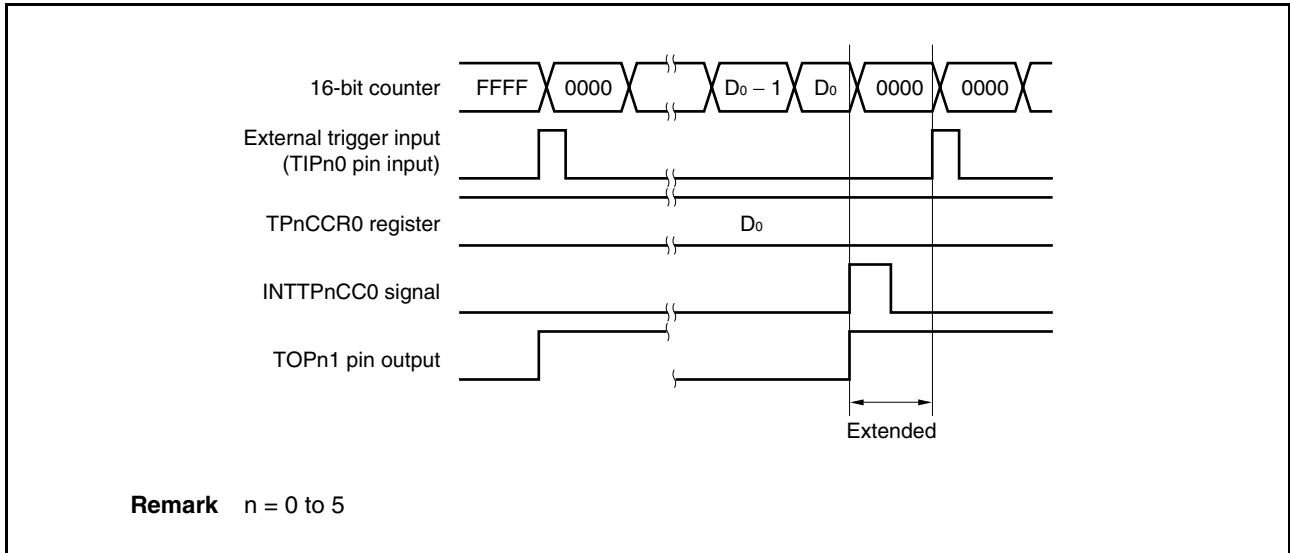 16-bit counter FFFF 0000 D₀ − 1 D₀ 0000 0000
External trigger input
(TIPn0 pin input)
TPnCCR0 register D₀
INTTPnCC0 signal
TOPn1 pin output
Extended
Remark n = 0 to 5